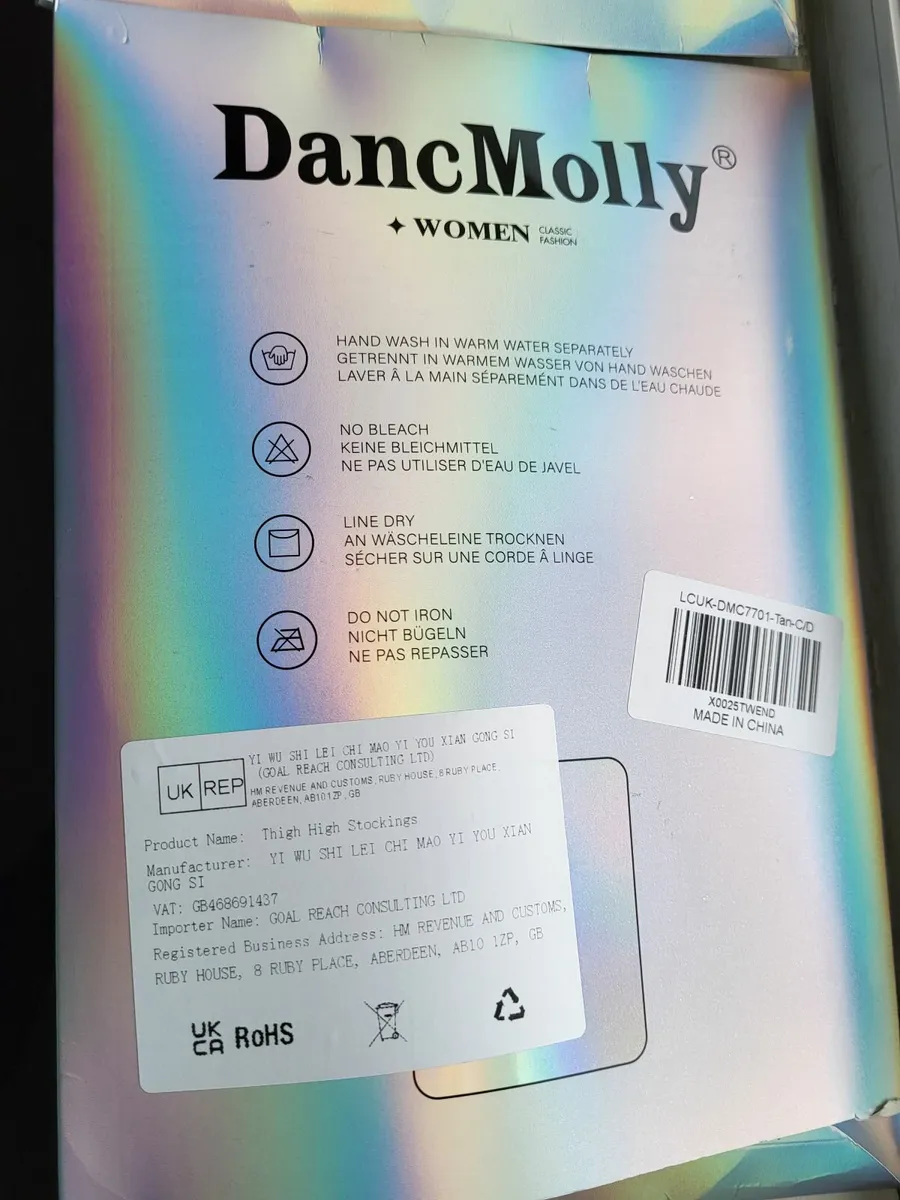 DancMolly®
WOMEN CLASSIC FASHION
HAND WASH IN WARM WATER SEPARATELY
GETRENNT IN WARMEM WASSER VON HAND WASCHEN
LAVER Â LA MAIN SÉPAREMÉNT DANS DE L'EAU CHAUDE
NO BLEACH
KEINE BLEICHMITTEL
NE PAS UTILISER D'EAU DE JAVEL
LINE DRY
AN WÄSCHELEINE TROCKNEN
SÉCHER SUR UNE CORDE Â LINGE
DO NOT IRON
NICHT BÜGELN
NE PAS REPASSER
LCUK-DMC7701-Tan-C/D
X0025TWEND
MADE IN CHINA
UK REP
YI WU SHI LEI CHI MAO YI YOU XIAN GONG SI
(GOAL REACH CONSULTING LTD)
HM REVENUE AND CUSTOMS, RUBY HOUSE, 8 RUBY PLACE,
ABERDEEN, AB101ZP, GB
Product Name: Thigh High Stockings
Manufacturer: YI WU SHI LEI CHI MAO YI YOU XIAN
GONG SI
VAT: GB468691437
Importer Name: GOAL REACH CONSULTING LTD
Registered Business Address: HM REVENUE AND CUSTOMS,
RUBY HOUSE, 8 RUBY PLACE, ABERDEEN, AB10 1ZP, GB
UK
CA RoHS